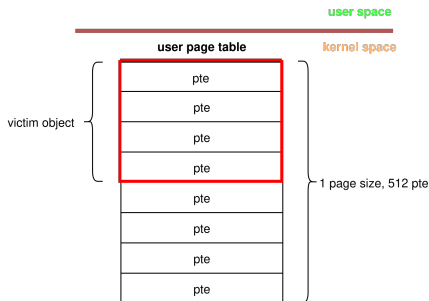 user space
user page table
kernel space
pte
pte
victim object
pte
pte
1 page size, 512 pte
pte
pte
pte
pte